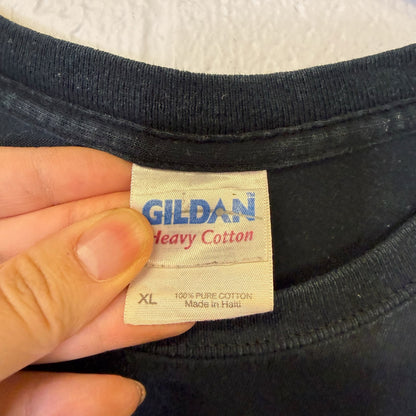 GILDAN
Heavy Cotton
XL
100% PURE COTTON
Made in Haiti